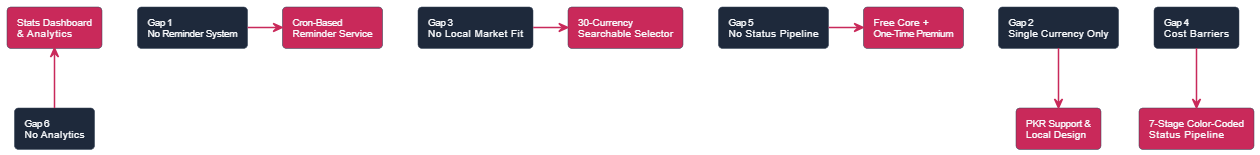 Stats Dashboard
& Analytics
Gap 1
No Reminder System
Cron-Based
Reminder Service
Gap 3
No Local Market Fit
30-Currency
Searchable Selector
Gap 5
No Status Pipeline
Free Core +
One-Time Premium
Gap 2
Single Currency Only
Gap 4
Cost Barriers
Gap 6
No Analytics
PKR Support &
Local Design
7-Stage Color-Coded
Status Pipeline